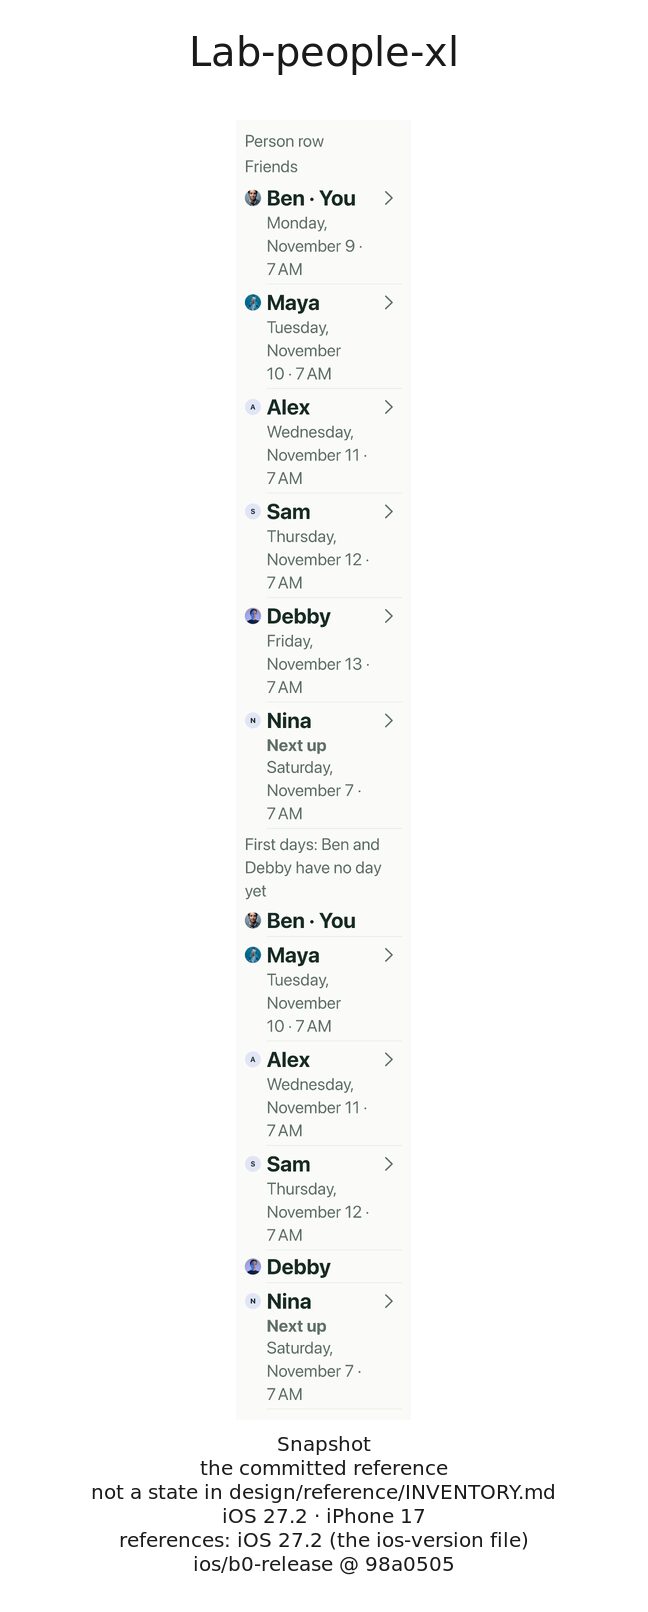 Lab-people-xl
Person row
Friends
Ben · You
Monday,
November 9 ·
7 AM
Maya
Tuesday,
November
10 · 7 AM
A
Alex
Wednesday,
November 11 ·
7 AM
S
Sam
Thursday,
November 12 ·
7 AM
Debby
Friday,
November 13 ·
7 AM
N
Nina
Next up
Saturday,
November 7 ·
7 AM
First days: Ben and
Debby have no day
yet
Ben · You
Maya
Tuesday,
November
10 · 7 AM
A
Alex
Wednesday,
November 11 ·
7 AM
S
Sam
Thursday,
November 12 ·
7 AM
Debby
N
Nina
Next up
Saturday,
November 7 ·
7 AM
Snapshot
the committed reference
not a state in design/reference/INVENTORY.md
iOS 27.2 · iPhone 17
references: iOS 27.2 (the ios-version file)
ios/b0-release @ 98a0505